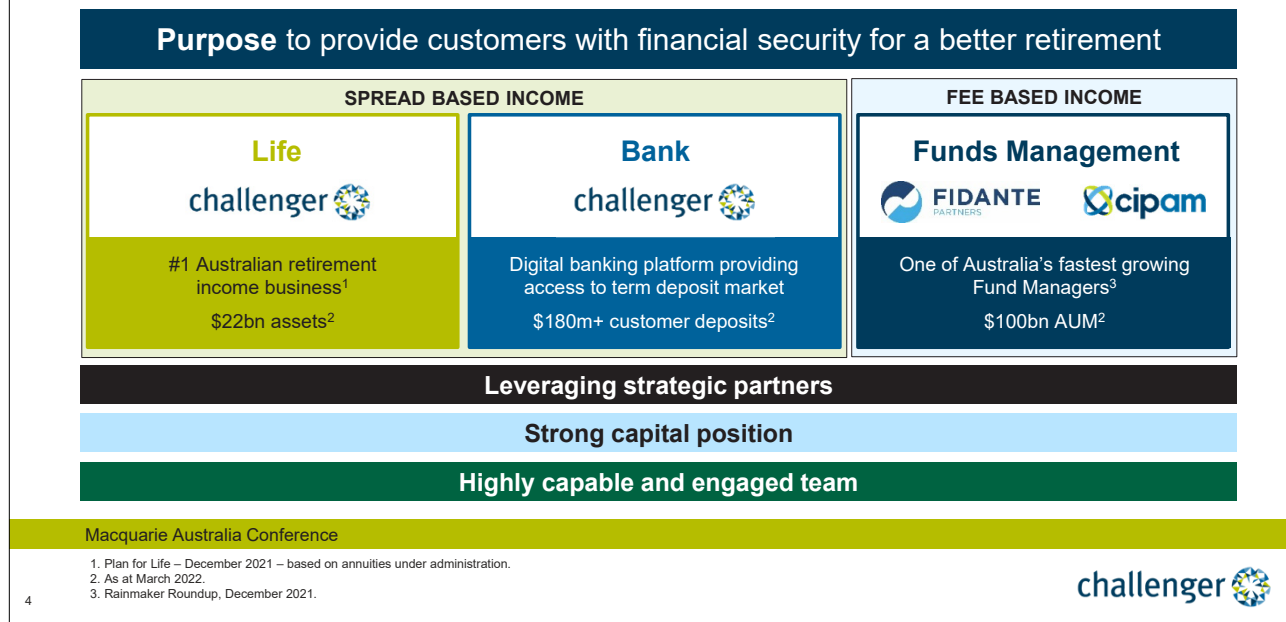 Purpose to provide customers with financial security for a better retirement
SPREAD BASED INCOME
Life
challenger
#1 Australian retirement
income business1
$22bn assets2
Bank
challenger
Digital banking platform providing
access to term deposit market
$180m+ customer deposits2
FEE BASED INCOME
Funds Management
FIDANTE
PARTNERS
cipam
One of Australia’s fastest growing
Fund Managers3
$100bn AUM2
Leveraging strategic partners
Strong capital position
Highly capable and engaged team
Macquarie Australia Conference
1. Plan for Life – December 2021 – based on annuities under administration.
2. As at March 2022.
3. Rainmaker Roundup, December 2021.
4
challenger